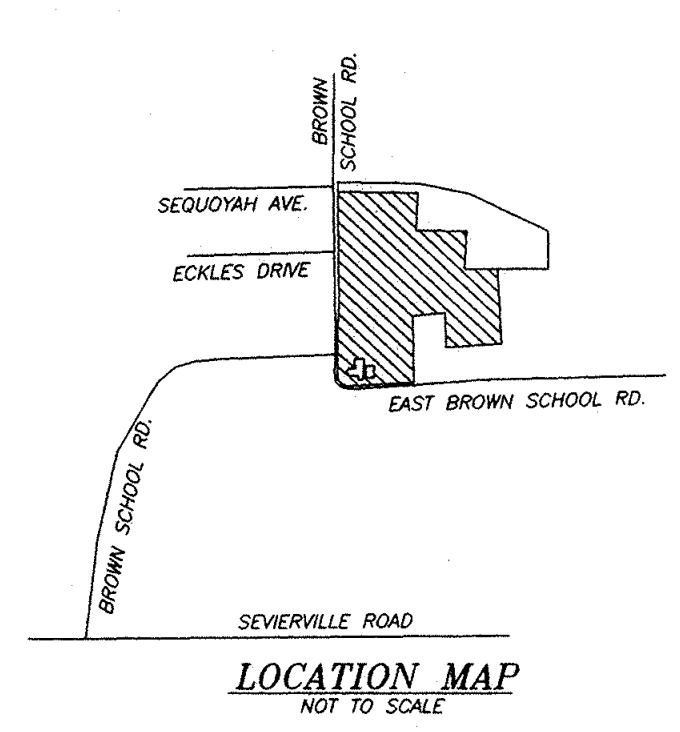 BROWN
SCHOOL RD.
SEQUOYAH AVE.
ECKLES DRIVE
EAST BROWN SCHOOL RD.
BROWN SCHOOL RD.
SEVIERVILLE ROAD
LOCATION MAP
NOT TO SCALE